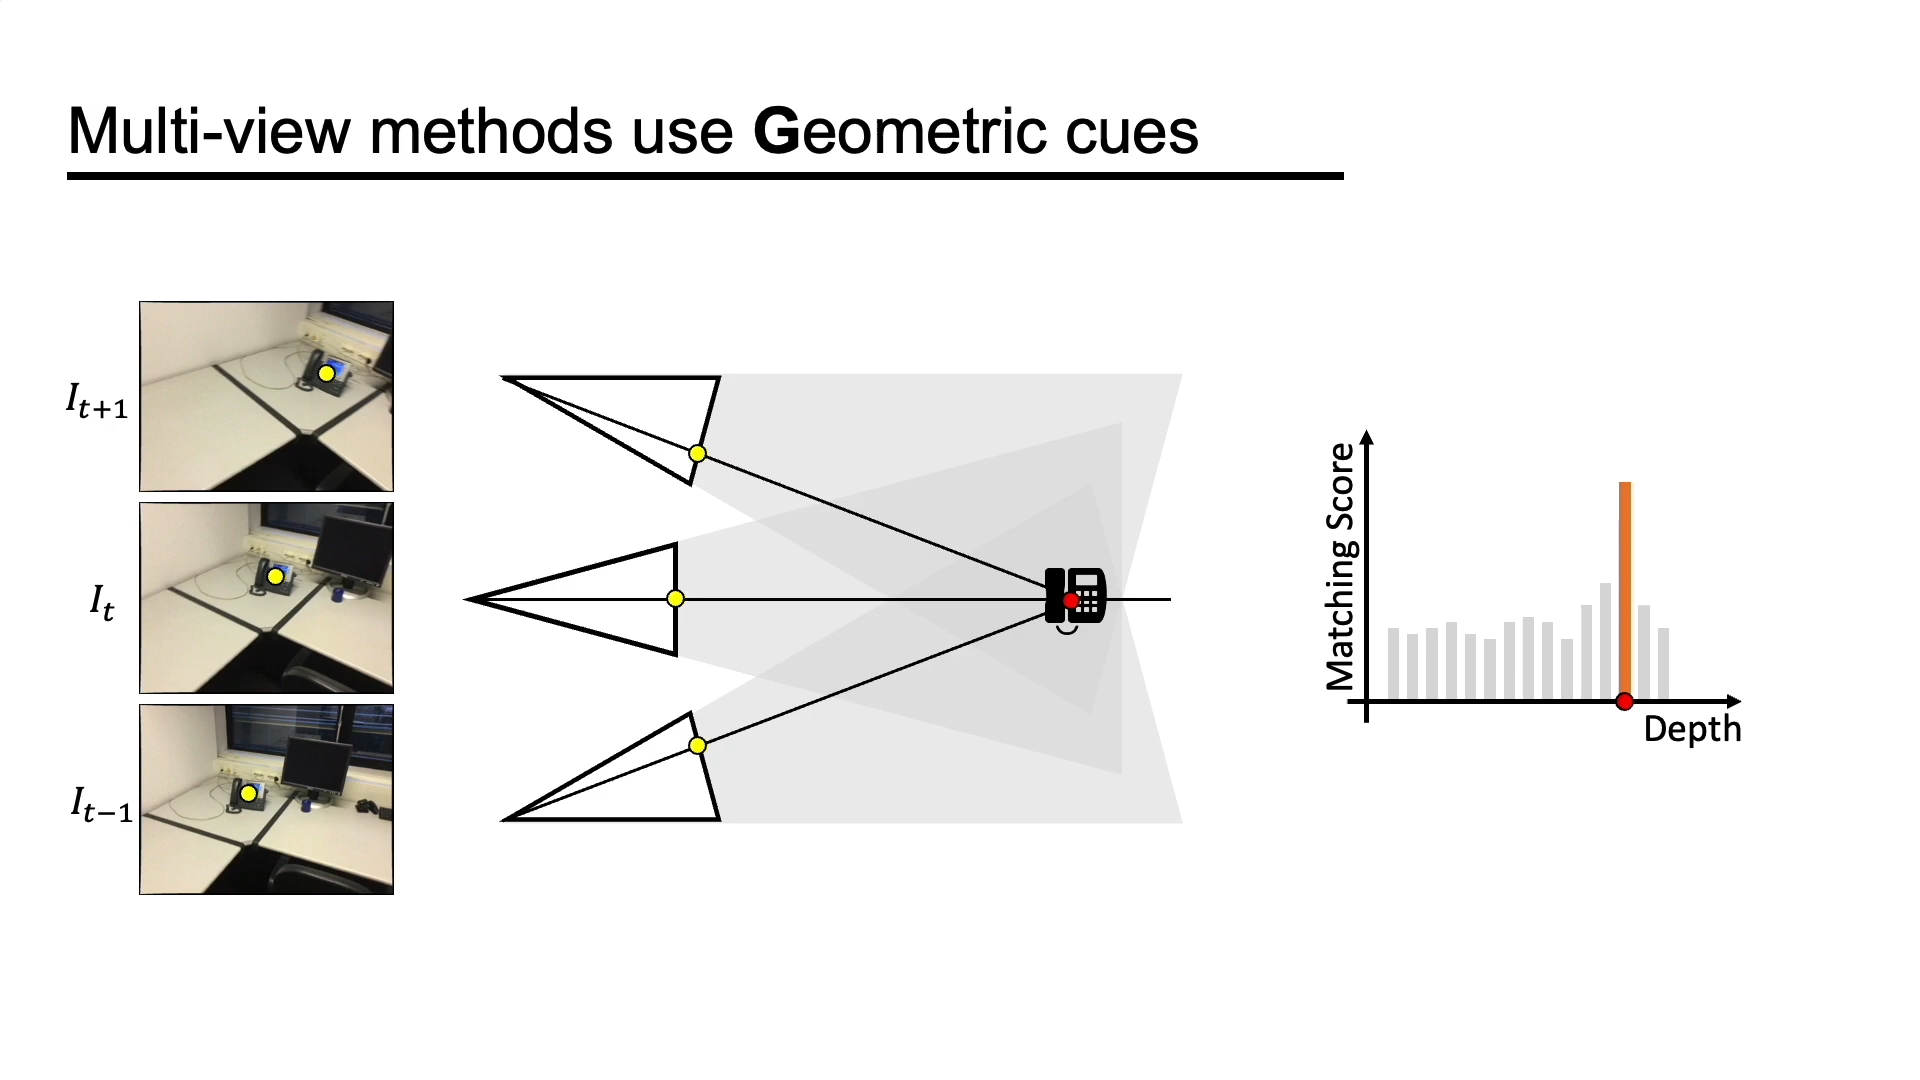 Multi-view methods use Geometric cues
I_{t+1}
I_t
I_{t-1}
Matching Score
Depth